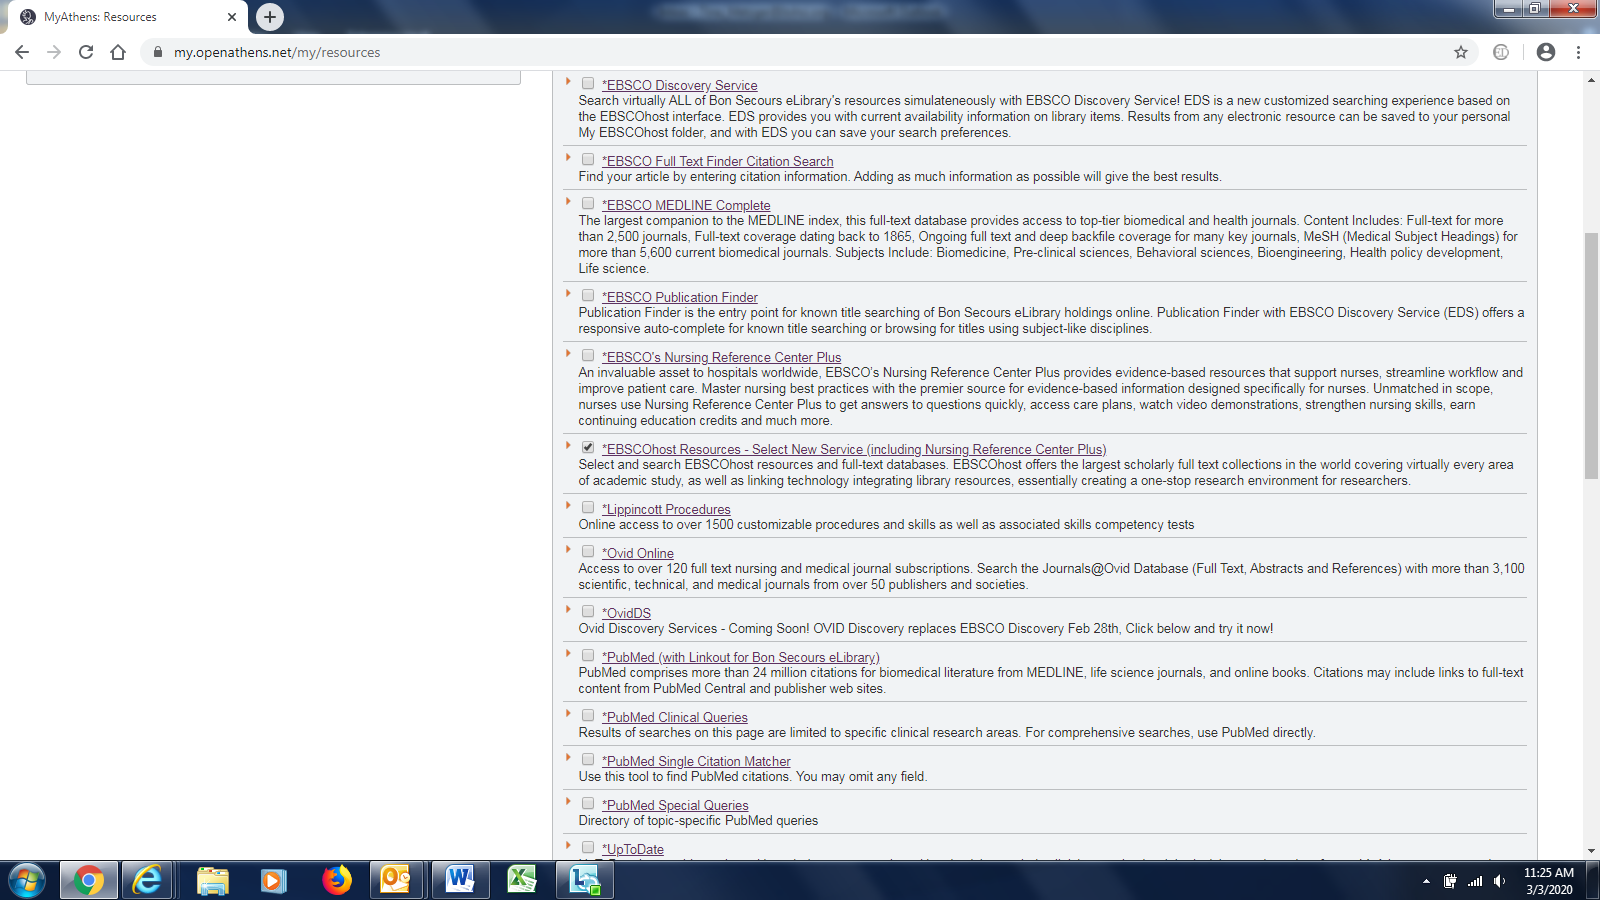 MyAthens: Resources
my.openathens.net/my/resources
*EBSCO Discovery Service
Search virtually ALL of Bon Secours eLibrary's resources simulateneously with EBSCO Discovery Service! EDS is a new customized searching experience based on
the EBSCOhost interface. EDS provides you with current availability information on library items. Results from any electronic resource can be saved to your personal
My EBSCOhost folder, and with EDS you can save your search preferences.
*EBSCO Full Text Finder Citation Search
Find your article by entering citation information. Adding as much information as possible will give the best results.
*EBSCO MEDLINE Complete
The largest companion to the MEDLINE index, this full-text database provides access to top-tier biomedical and health journals. Content Includes: Full-text for more
than 2,500 journals, Full-text coverage dating back to 1865, Ongoing full text and deep backfile coverage for many key journals, MeSH (Medical Subject Headings) for
more than 5,600 current biomedical journals. Subjects Include: Biomedicine, Pre-clinical sciences, Behavioral sciences, Bioengineering, Health policy development,
Life science.
*EBSCO Publication Finder
Publication Finder is the entry point for known title searching of Bon Secours eLibrary holdings online. Publication Finder with EBSCO Discovery Service (EDS) offers a
responsive auto-complete for known title searching or browsing for titles using subject-like disciplines.
*EBSCO's Nursing Reference Center Plus
An invaluable asset to hospitals worldwide, EBSCO's Nursing Reference Center Plus provides evidence-based resources that support nurses, streamline workflow and
improve patient care. Master nursing best practices with the premier source for evidence-based information designed specifically for nurses. Unmatched in scope,
nurses use Nursing Reference Center Plus to get answers to questions quickly, access care plans, watch video demonstrations, strengthen nursing skills, earn
continuing education credits and much more.
*EBSCOhost Resources - Select New Service (including Nursing Reference Center Plus)
Select and search EBSCOhost resources and full-text databases. EBSCOhost offers the largest scholarly full text collections in the world covering virtually every area
of academic study, as well as linking technology integrating library resources, essentially creating a one-stop research environment for researchers.
*Lippincott Procedures
Online access to over 1500 customizable procedures and skills as well as associated skills competency tests
*Ovid Online
Access to over 120 full text nursing and medical journal subscriptions. Search the Journals@Ovid Database (Full Text, Abstracts and References) with more than 3,100
scientific, technical, and medical journals from over 50 publishers and societies.
*OvidDS
Ovid Discovery Services - Coming Soon! OVID Discovery replaces EBSCO Discovery Feb 28th, Click below and try it now!
*PubMed (with Linkout for Bon Secours eLibrary)
PubMed comprises more than 24 million citations for biomedical literature from MEDLINE, life science journals, and online books. Citations may include links to full-text
content from PubMed Central and publisher web sites.
*PubMed Clinical Queries
Results of searches on this page are limited to specific clinical research areas. For comprehensive searches, use PubMed directly.
*PubMed Single Citation Matcher
Use this tool to find PubMed citations. You may omit any field.
*PubMed Special Queries
Directory of topic-specific PubMed queries
*UpToDate
11:25 AM
3/3/2020